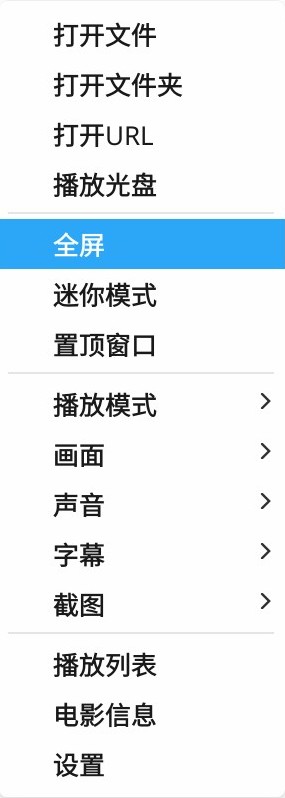 打开文件
打开文件夹
打开URL
播放光盘
全屏
迷你模式
置顶窗口
播放模式
画面
声音
字幕
截图
播放列表
电影信息
设置